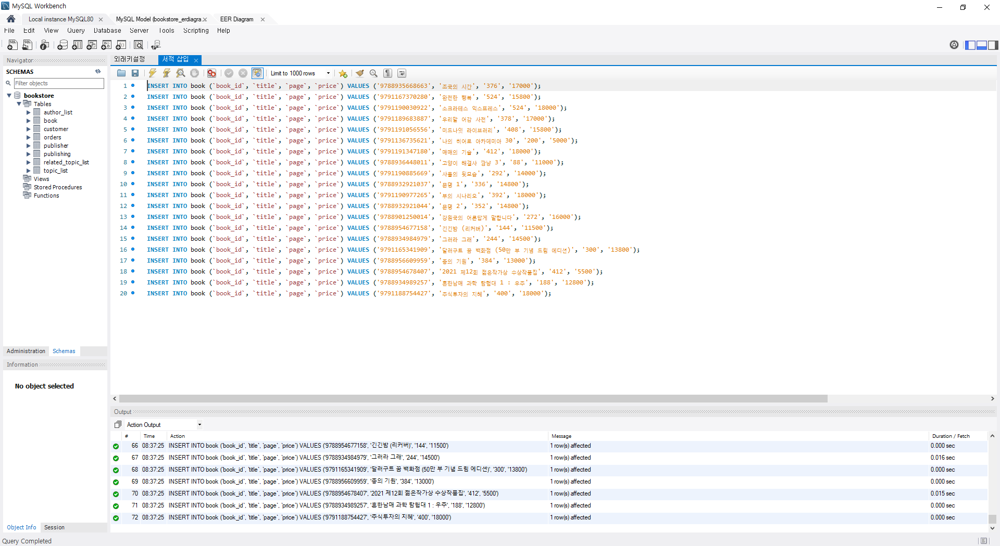 MySQL Workbench
Local instance MySQL80
MySQL Model (bookstore_erdiagra.
EER Diagram
File Edit View Query Database Server Tools Scripting Help
Navigator
SCHEMAS
Filter objects
bookstore
Tables
author_list
book
customer
orders
publisher
publishing
related_topic_list
topic_list
Views
Stored Procedures
Functions
Administration Schemas
Information
No object selected
Object Info Session
외래키설정 서적 삽입
Limit to 1000 rows
1 INSERT INTO book (`book_id`, `title`, `page`, `price`) VALUES ('9788935668663', '조국의 시간', '376', '17000');
2 INSERT INTO book (`book_id`, `title`, `page`, `price`) VALUES ('9791167370280', '완전한 행복', '524', '15800');
3 INSERT INTO book (`book_id`, `title`, `page`, `price`) VALUES ('9791190030922', '소크라테스 익스프레스', '524', '18000');
4 INSERT INTO book (`book_id`, `title`, `page`, `price`) VALUES ('9791189683887', '우리말 어감 사전', '378', '17000');
5 INSERT INTO book (`book_id`, `title`, `page`, `price`) VALUES ('9791191056556', '미드나잇 라이브러리', '408', '15800');
6 INSERT INTO book (`book_id`, `title`, `page`, `price`) VALUES ('9791136735621', '나의 히어로 아카데미아 30', '200', '5000');
7 INSERT INTO book (`book_id`, `title`, `page`, `price`) VALUES ('9791191347180', '매매의 기술', '412', '18000');
8 INSERT INTO book (`book_id`, `title`, `page`, `price`) VALUES ('9788936448011', '고양이 해결사 깜냥 3', '88', '11000');
9 INSERT INTO book (`book_id`, `title`, `page`, `price`) VALUES ('9791190885669', '사물의 뒷모습', '292', '14000');
10 INSERT INTO book (`book_id`, `title`, `page`, `price`) VALUES ('9788932921037', '문명 1', '336', '14800');
11 INSERT INTO book (`book_id`, `title`, `page`, `price`) VALUES ('9791190977265', '부의 시나리오', '392', '18000');
12 INSERT INTO book (`book_id`, `title`, `page`, `price`) VALUES ('9788932921044', '문명 2', '352', '14800');
13 INSERT INTO book (`book_id`, `title`, `page`, `price`) VALUES ('9788901250014', '강원국의 어른답게 말합니다', '272', '16000');
14 INSERT INTO book (`book_id`, `title`, `page`, `price`) VALUES ('9788954677158', '긴긴밤 (리커버)', '144', '11500');
15 INSERT INTO book (`book_id`, `title`, `page`, `price`) VALUES ('9788934984979', '그러라 그래', '244', '14500');
16 INSERT INTO book (`book_id`, `title`, `page`, `price`) VALUES ('9791165341909', '달러구트 꿈 백화점 (50만 부 기념 드림 에디션)', '300', '13800');
17 INSERT INTO book (`book_id`, `title`, `page`, `price`) VALUES ('9788956609959', '종의 기원', '384', '13000');
18 INSERT INTO book (`book_id`, `title`, `page`, `price`) VALUES ('9788954678407', '2021 제12회 젊은작가상 수상작품집', '412', '5500');
19 INSERT INTO book (`book_id`, `title`, `page`, `price`) VALUES ('9788934989257', '흔한남매 과학 탐험대 1 : 우주', '188', '12800');
20 INSERT INTO book (`book_id`, `title`, `page`, `price`) VALUES ('9791188754427', '주식투자의 지혜', '400', '18000');
Output
Action Output
# Time Action Message Duration / Fetch
66 08:37:25 INSERT INTO book (`book_id`, `title`, `page`, `price`) VALUES ('9788954677158', '긴긴밤 (리커버)', '144', '11500') 1 row(s) affected 0.000 sec
67 08:37:25 INSERT INTO book (`book_id`, `title`, `page`, `price`) VALUES ('9788934984979', '그러라 그래', '244', '14500') 1 row(s) affected 0.016 sec
68 08:37:25 INSERT INTO book (`book_id`, `title`, `page`, `price`) VALUES ('9791165341909', '달러구트 꿈 백화점 (50만 부 기념 드림 에디션)', '300', '13800') 1 row(s) affected 0.000 sec
69 08:37:25 INSERT INTO book (`book_id`, `title`, `page`, `price`) VALUES ('9788956609959', '종의 기원', '384', '13000') 1 row(s) affected 0.000 sec
70 08:37:25 INSERT INTO book (`book_id`, `title`, `page`, `price`) VALUES ('9788954678407', '2021 제12회 젊은작가상 수상작품집', '412', '5500') 1 row(s) affected 0.015 sec
71 08:37:25 INSERT INTO book (`book_id`, `title`, `page`, `price`) VALUES ('9788934989257', '흔한남매 과학 탐험대 1 : 우주', '188', '12800') 1 row(s) affected 0.000 sec
72 08:37:25 INSERT INTO book (`book_id`, `title`, `page`, `price`) VALUES ('9791188754427', '주식투자의 지혜', '400', '18000') 1 row(s) affected 0.000 sec
Query Completed